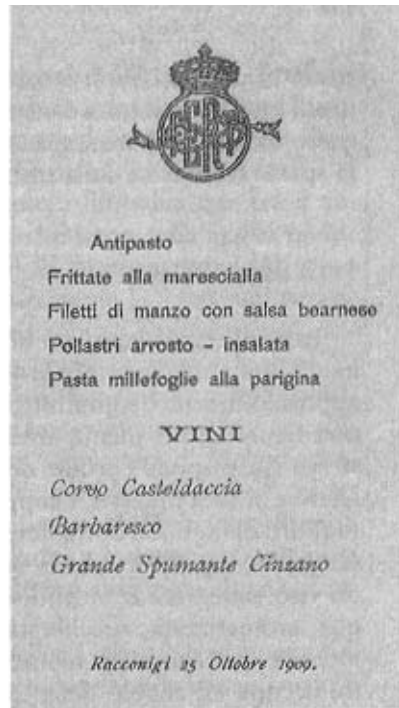 Antipasto
Frittate alla marescialla
Filetti di manzo con salsa bearnese
Pollastri arrosto – insalata
Pasta millefoglie alla parigina
VINI
Corvo Casteldaccia
Barbaresco
Grande Spumante Cinzano
Racconigi 25 Ottobre 1909.